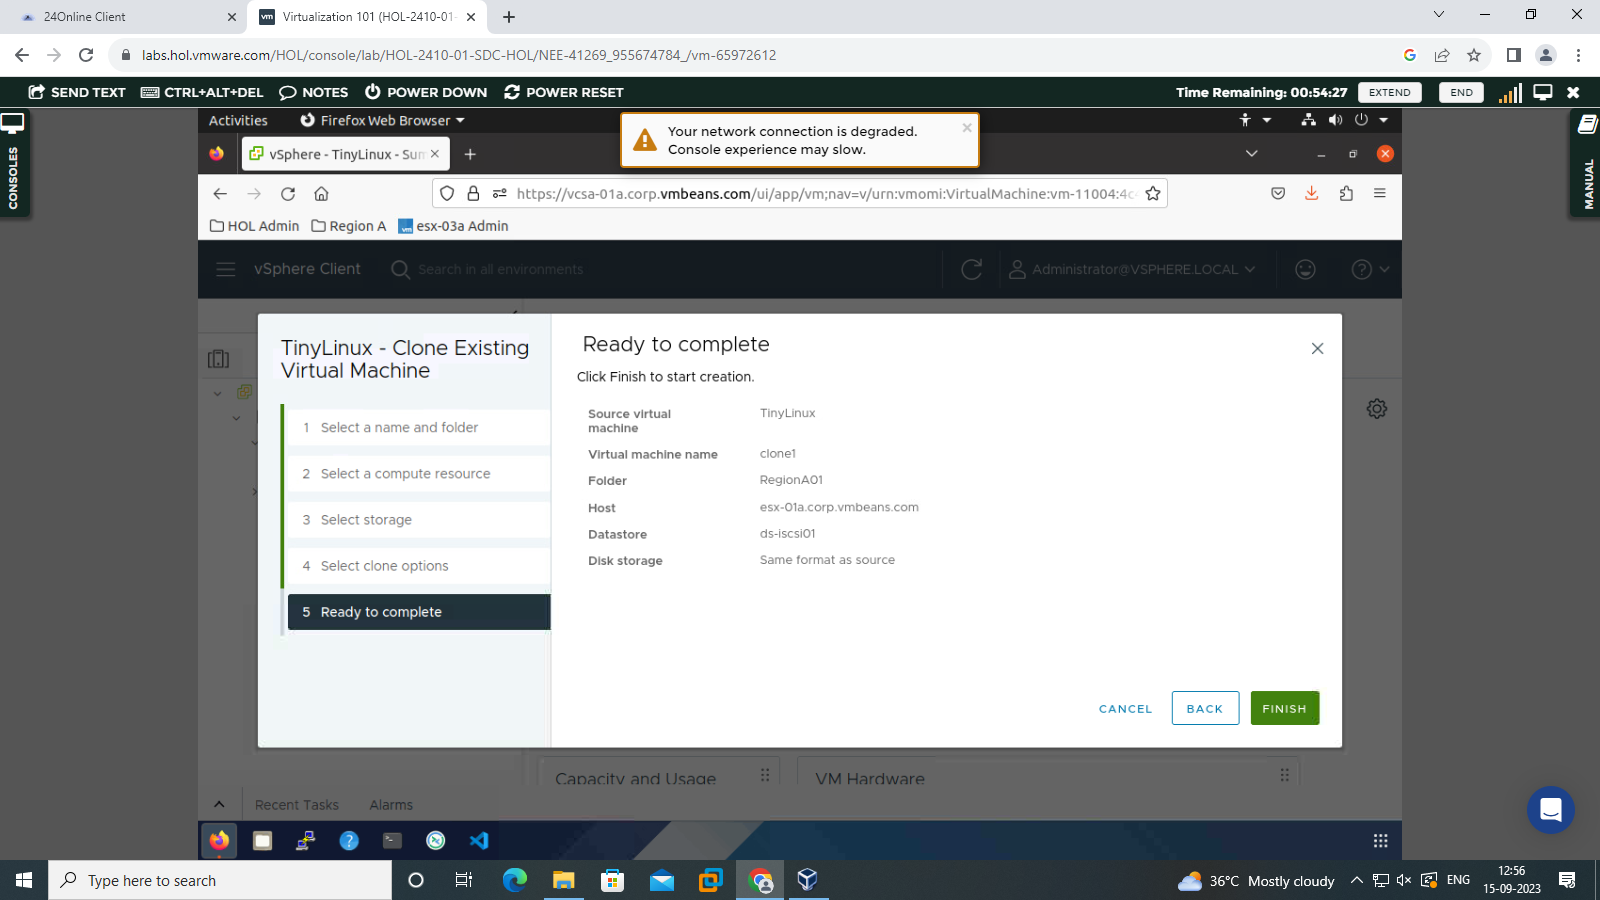 24Online Client
Virtualization 101 (HOL-2410-01-
labs.hol.vmware.com/HOL/console/lab/HOL-2410-01-SDC-HOL/NEE-41269_955674784_/vm-65972612
SEND TEXT CTRL+ALT+DEL NOTES POWER DOWN POWER RESET
Time Remaining: 00:54:27 EXTEND END
CONSOLES
MANUAL
Activities Firefox Web Browser
Your network connection is degraded.
Console experience may slow.
vSphere - TinyLinux - Sum
https://vcsa-01a.corp.vmbeans.com/ui/app/vm;nav=v/urn:vmomi:VirtualMachine:vm-11004:4c
HOL Admin Region A vm esx-03a Admin
vSphere Client Search in all environments Administrator@VSPHERE.LOCAL
TinyLinux - Clone Existing
Virtual Machine
1 Select a name and folder
2 Select a compute resource
3 Select storage
4 Select clone options
5 Ready to complete
Ready to complete
Click Finish to start creation.
Source virtual
machine TinyLinux
Virtual machine name clone1
Folder RegionA01
Host esx-01a.corp.vmbeans.com
Datastore ds-iscsi01
Disk storage Same format as source
CANCEL BACK FINISH
Capacity and Usage VM Hardware
Recent Tasks Alarms
Type here to search
36°C Mostly cloudy ENG
12:56
15-09-2023